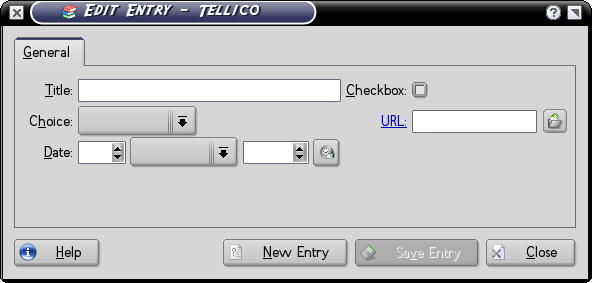 Edit Entry - Tellico
General
Title:
Checkbox:
Choice:
URL:
Date:
Help
New Entry
Save Entry
Close